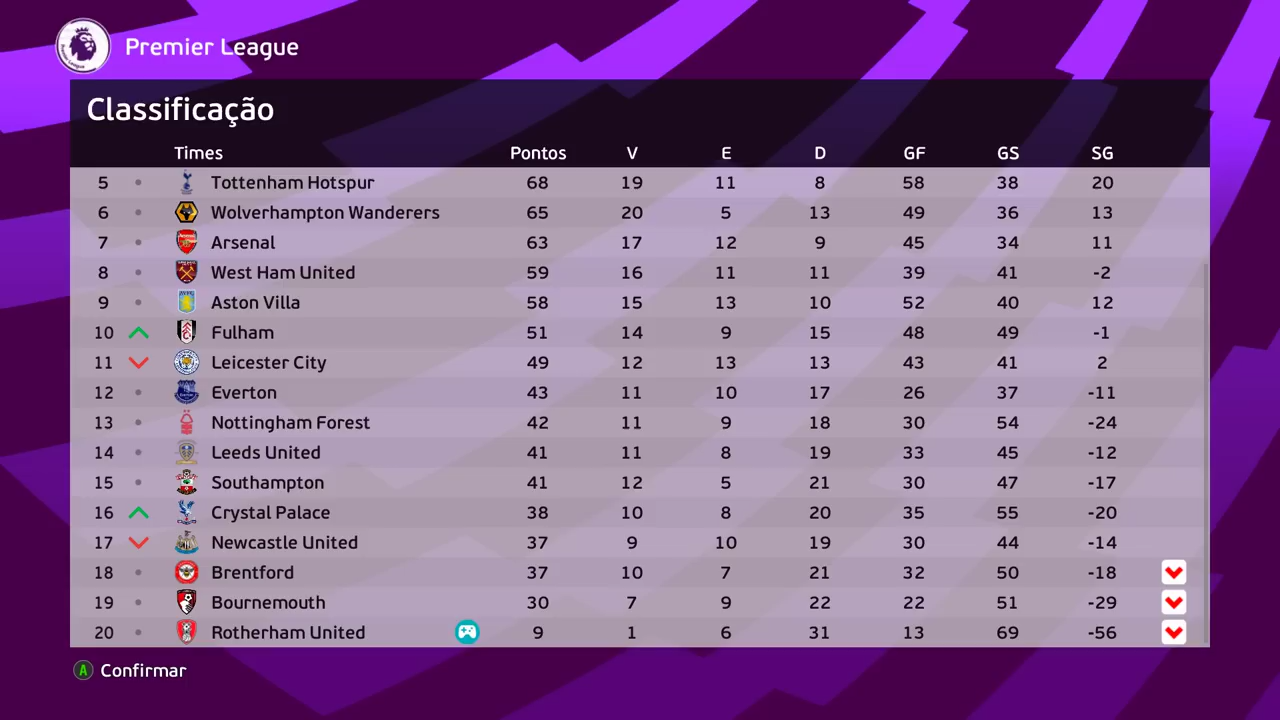 Premier League
Classificação
Times Pontos V E D GF GS SG
5 Tottenham Hotspur 68 19 11 8 58 38 20
6 Wolverhampton Wanderers 65 20 5 13 49 36 13
7 Arsenal 63 17 12 9 45 34 11
8 West Ham United 59 16 11 11 39 41 -2
9 Aston Villa 58 15 13 10 52 40 12
10 Fulham 51 14 9 15 48 49 -1
11 Leicester City 49 12 13 13 43 41 2
12 Everton 43 11 10 17 26 37 -11
13 Nottingham Forest 42 11 9 18 30 54 -24
14 Leeds United 41 11 8 19 33 45 -12
15 Southampton 41 12 5 21 30 47 -17
16 Crystal Palace 38 10 8 20 35 55 -20
17 Newcastle United 37 9 10 19 30 44 -14
18 Brentford 37 10 7 21 32 50 -18
19 Bournemouth 30 7 9 22 22 51 -29
20 Rotherham United 9 1 6 31 13 69 -56
A Confirmar